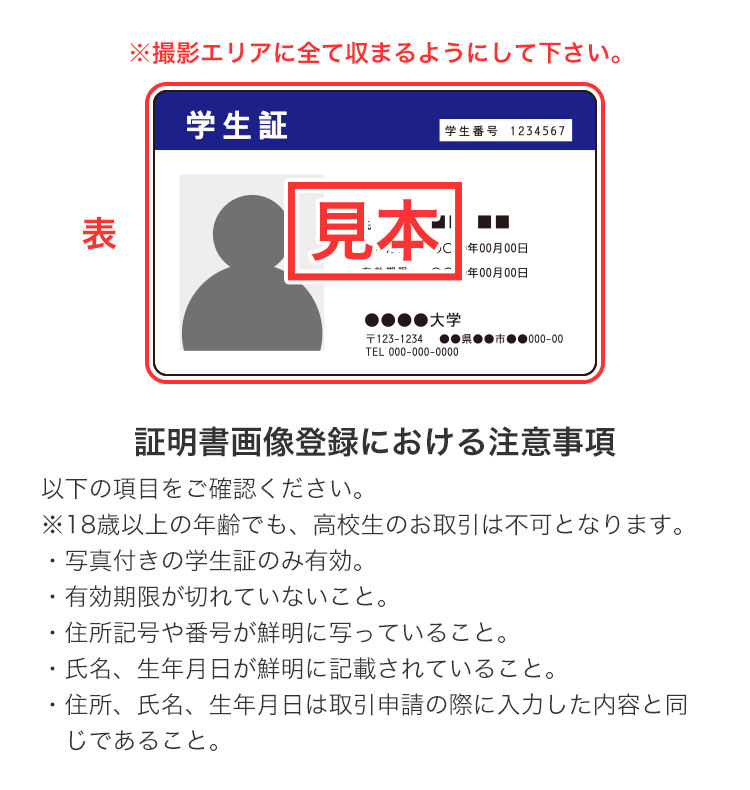 ※撮影エリアに全て収まるようにして下さい。
学生証
学生番号 1234567
表
見本
■ ■■
年00月00日
年00月00日
●●●●大学
〒123-1234 ●●県●●市●●000-00
TEL 000-000-0000
証明書画像登録における注意事項
以下の項目をご確認ください。
※18歳以上の年齢でも、高校生のお取引は不可となります。
・写真付きの学生証のみ有効。
・有効期限が切れていないこと。
・住所記号や番号が鮮明に写っていること。
・氏名、生年月日が鮮明に記載されていること。
・住所、氏名、生年月日は取引申請の際に入力した内容と同
じであること。